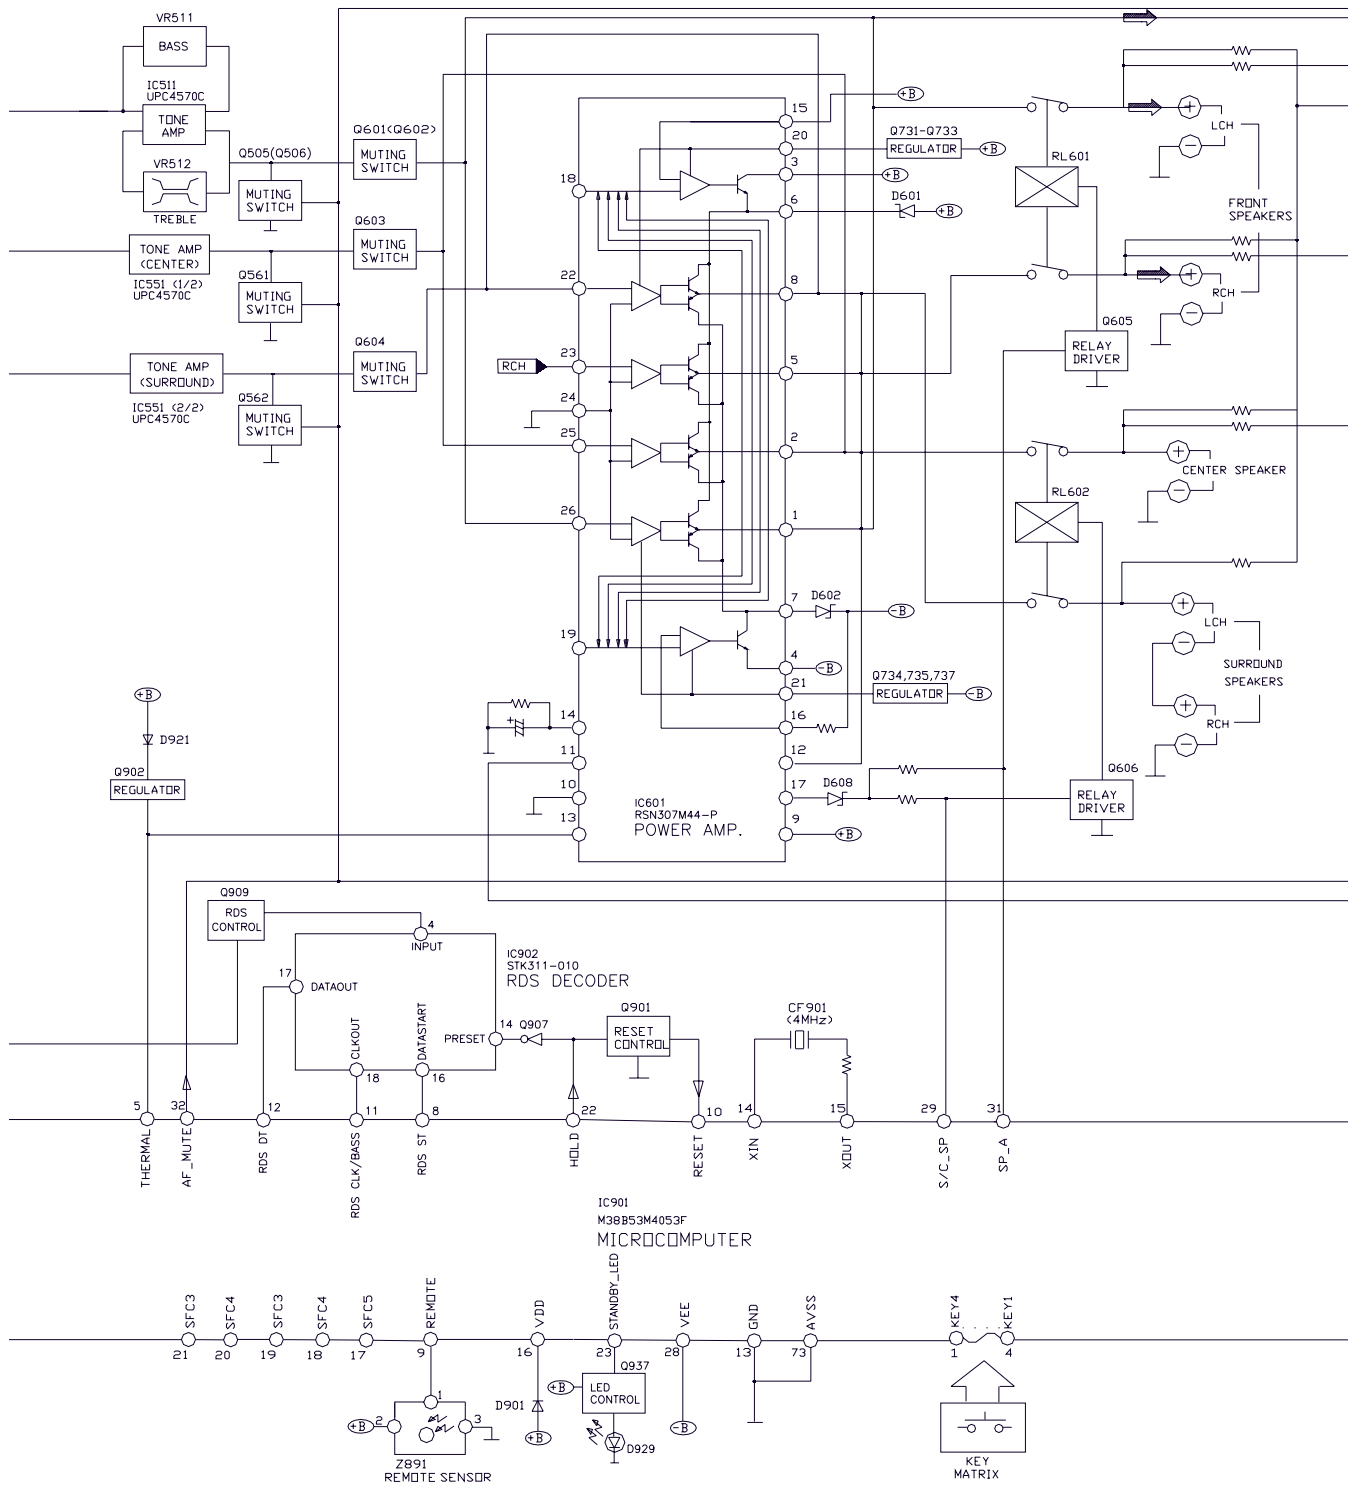 VR511
BASS
IC511
UPC4570C
TONE
AMP
VR512
TREBLE
Q505(Q506)
MUTING
SWITCH
Q601(Q602)
MUTING
SWITCH
TONE AMP
(CENTER)
IC551 (1/2)
UPC4570C
Q561
MUTING
SWITCH
Q603
MUTING
SWITCH
TONE AMP
(SURROUND)
IC551 (2/2)
UPC4570C
Q562
MUTING
SWITCH
Q604
MUTING
SWITCH
RCH
18
22
23
24
25
26
19
14
11
10
13
15
20
3
6
8
5
2
1
7
4
21
16
12
17
9
IC601
RSN307M44-P
POWER AMP.
+B
Q731-Q733
REGULATOR
+B
+B
D601
+B
D602
-B
-B
Q734,735,737
REGULATOR
-B
D608
+B
RL601
Q605
RELAY
DRIVER
RL602
Q606
RELAY
DRIVER
+
LCH
-
FRONT
SPEAKERS
+
RCH
-
+
CENTER SPEAKER
-
+
LCH
-
SURROUND
SPEAKERS
+
RCH
-
+B
D921
Q902
REGULATOR
+
Q909
RDS
CONTROL
4
INPUT
IC902
STK311-010
RDS DECODER
17
DATAOUT
CLKOUT
DATASTART
PRESET
14
Q907
18
16
Q901
RESET
CONTROL
CF901
(4MHz)
5
32
12
11
8
22
10
14
15
29
31
THERMAL
AF_MUTE
RDS DT
RDS CLK/BASS
RDS ST
HOLD
RESET
XIN
XOUT
S/C_SP
SP_A
IC901
M38B53M4053F
MICROCOMPUTER
SFC3
SFC4
SFC3
SFC4
SFC5
REMOTE
VDD
STANDBY_LED
VEE
GND
AVSS
KEY4
KEY1
21
20
19
18
17
9
16
23
28
13
73
1
4
1
+B
2
3
Z891
REMOTE SENSOR
D901
+B
+B
Q937
LED
CONTROL
D929
-B
KEY
MATRIX